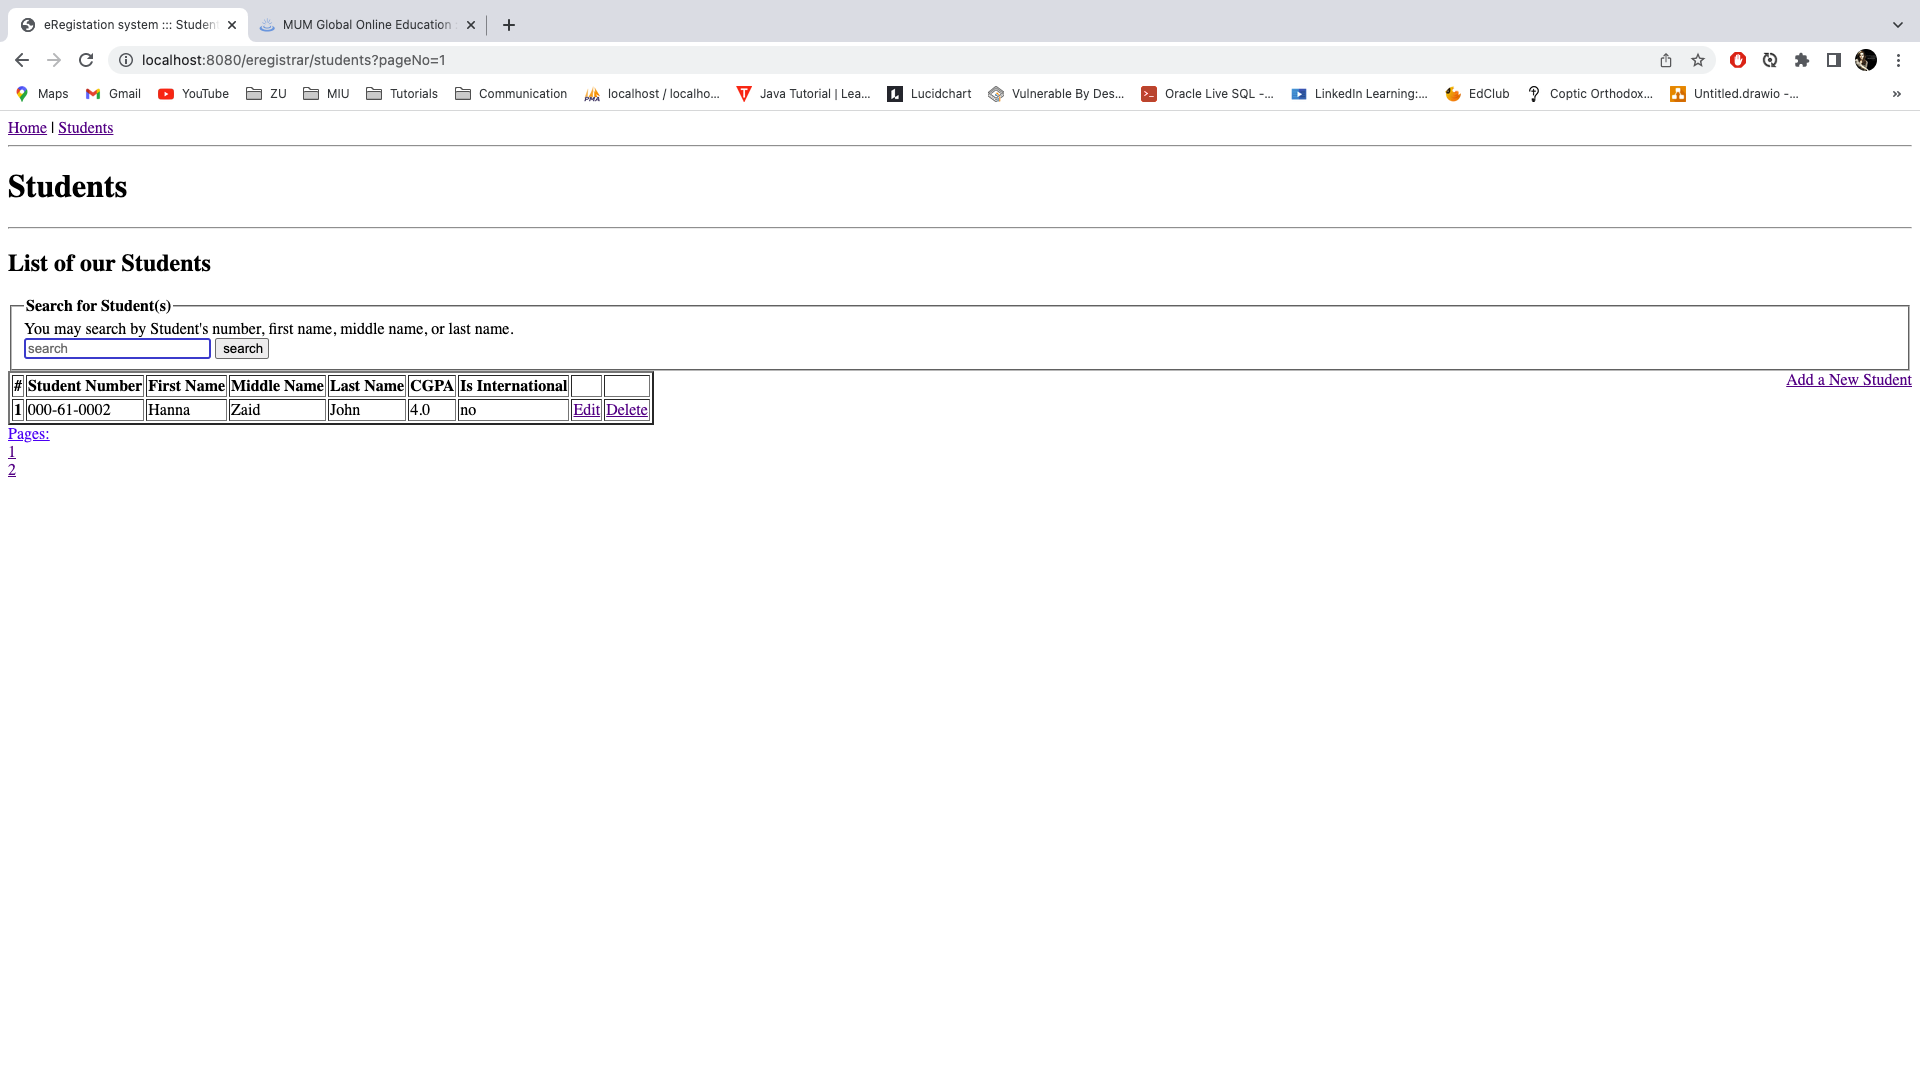 eRegistation system ::: Studen
MUM Global Online Education
localhost:8080/eregistrar/students?pageNo=1
Maps Gmail YouTube ZU MIU Tutorials Communication localhost / localho... Java Tutorial | Lea... Lucidchart Vulnerable By Des... Oracle Live SQL -... LinkedIn Learning:... EdClub Coptic Orthodox... Untitled.drawio -... »
Home | Students
Students
List of our Students
Search for Student(s)
You may search by Student's number, first name, middle name, or last name.
search search
Add a New Student
# Student Number First Name Middle Name Last Name CGPA Is International
1 000-61-0002 Hanna Zaid John 4.0 no Edit Delete
Pages:
1
2